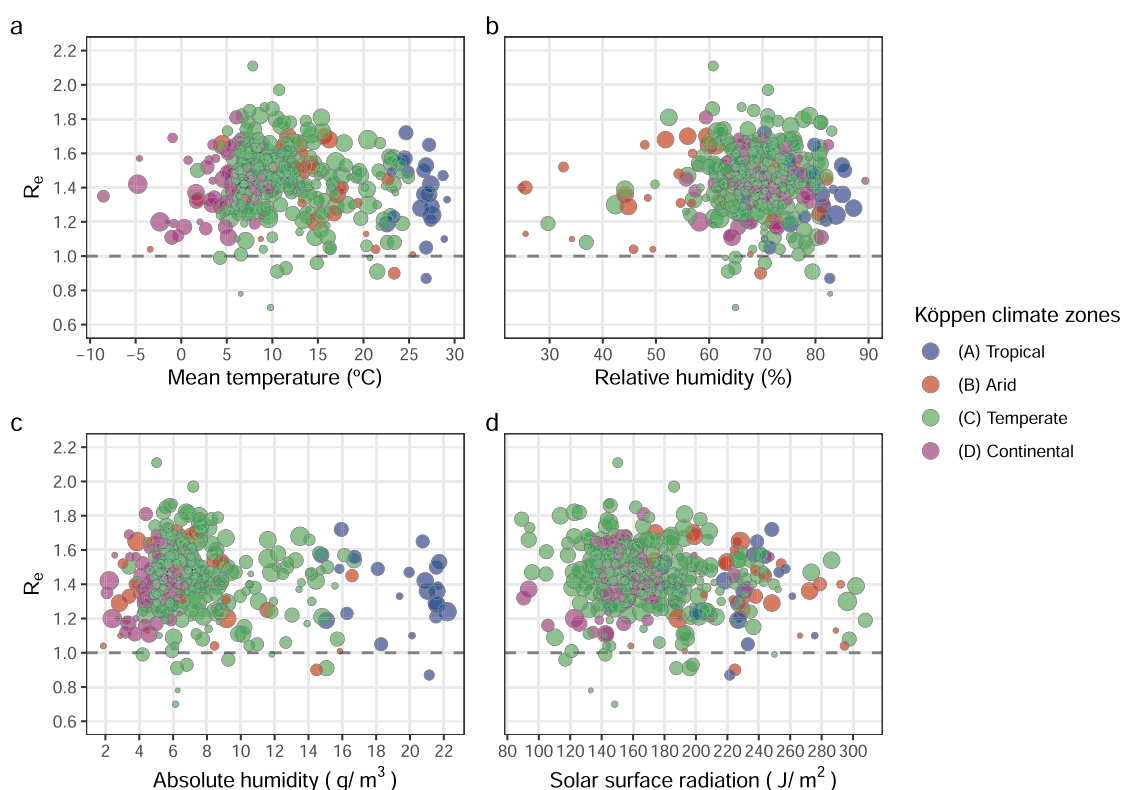 a
b
2.2
2.0
1.8
1.6
1.4
1.2
1.0
0.8
0.6
Re
−10 −5 0 5 10 15 20 25 30
30 40 50 60 70 80 90
Mean temperature (ºC)
Relative humidity (%)
Köppen climate zones
(A) Tropical
(B) Arid
(C) Temperate
(D) Continental
c
d
2.2
2.0
1.8
1.6
1.4
1.2
1.0
0.8
0.6
Re
2 4 6 8 10 12 14 16 18 20 22
80 100 120 140 160 180 200 220 240 260 280 300
Absolute humidity ( g/ m3 )
Solar surface radiation ( J/ m2 )